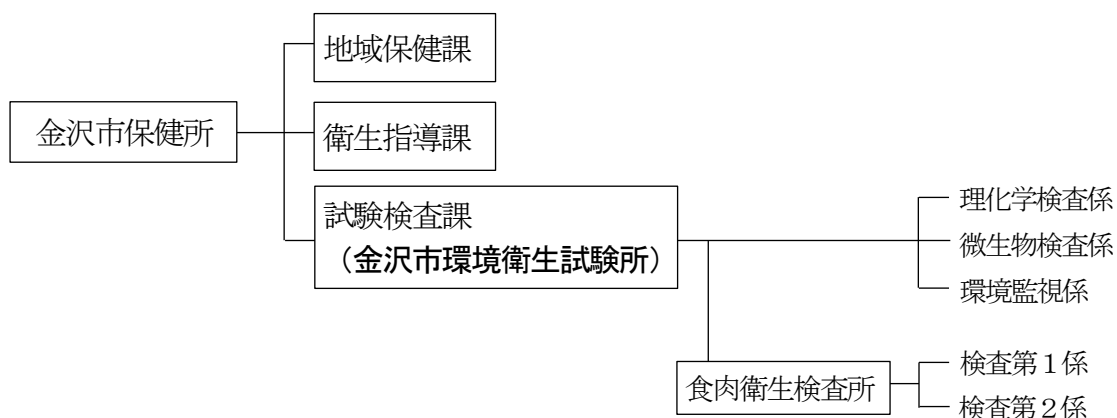 地域保健課
金沢市保健所
衛生指導課
試験検査課
（金沢市環境衛生試験所）
理化学検査係
微生物検査係
環境監視係
食肉衛生検査所
検査第１係
検査第２係